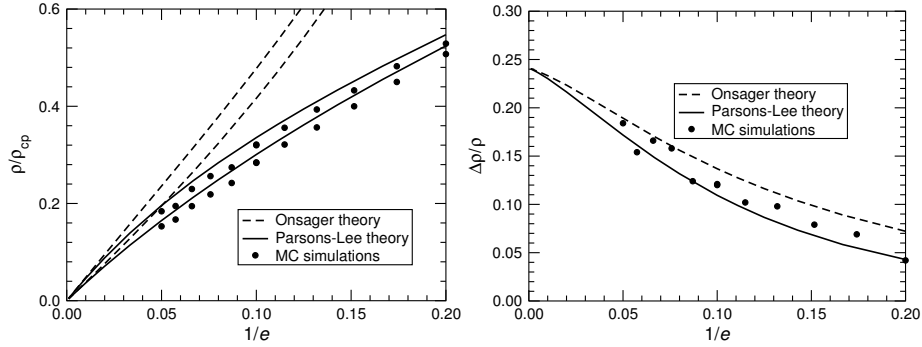 0.6
0.4
0.2
0.0
ρ/ρcp
Onsager theory
Parsons-Lee theory
MC simulations
0.00 0.05 0.10 0.15 0.20
1/e
0.30
0.25
0.20
0.15
0.10
0.05
0.00
Δρ/ρ
Onsager theory
Parsons-Lee theory
MC simulations
0.00 0.05 0.10 0.15 0.20
1/e